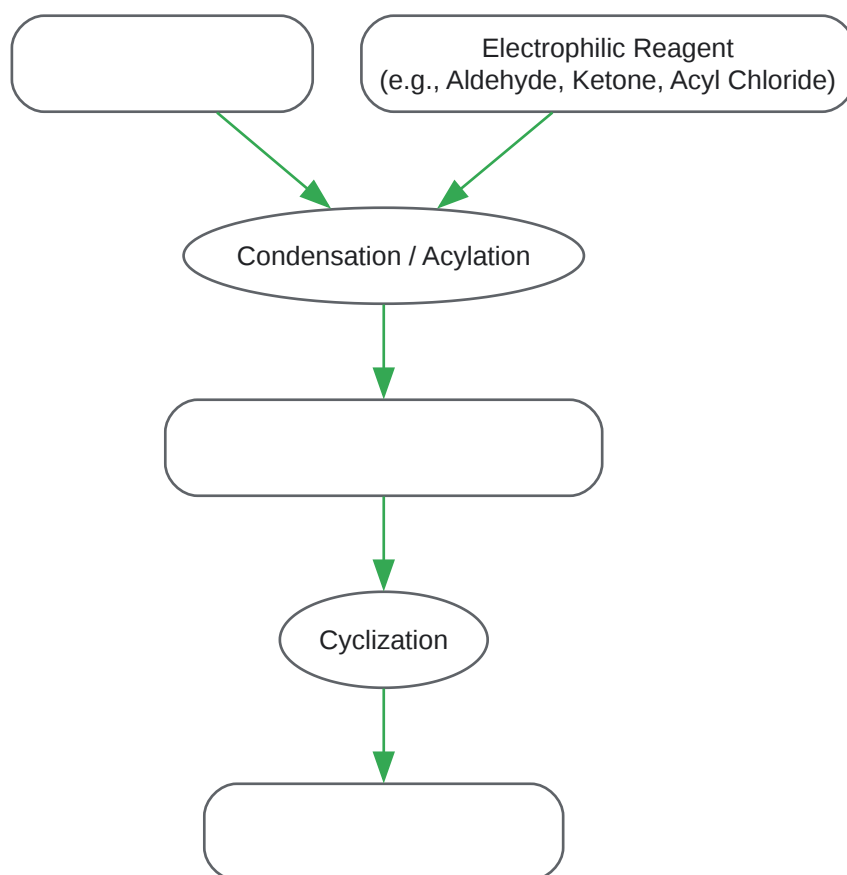 Electrophilic Reagent
(e.g., Aldehyde, Ketone, Acyl Chloride)
Condensation / Acylation
Cyclization